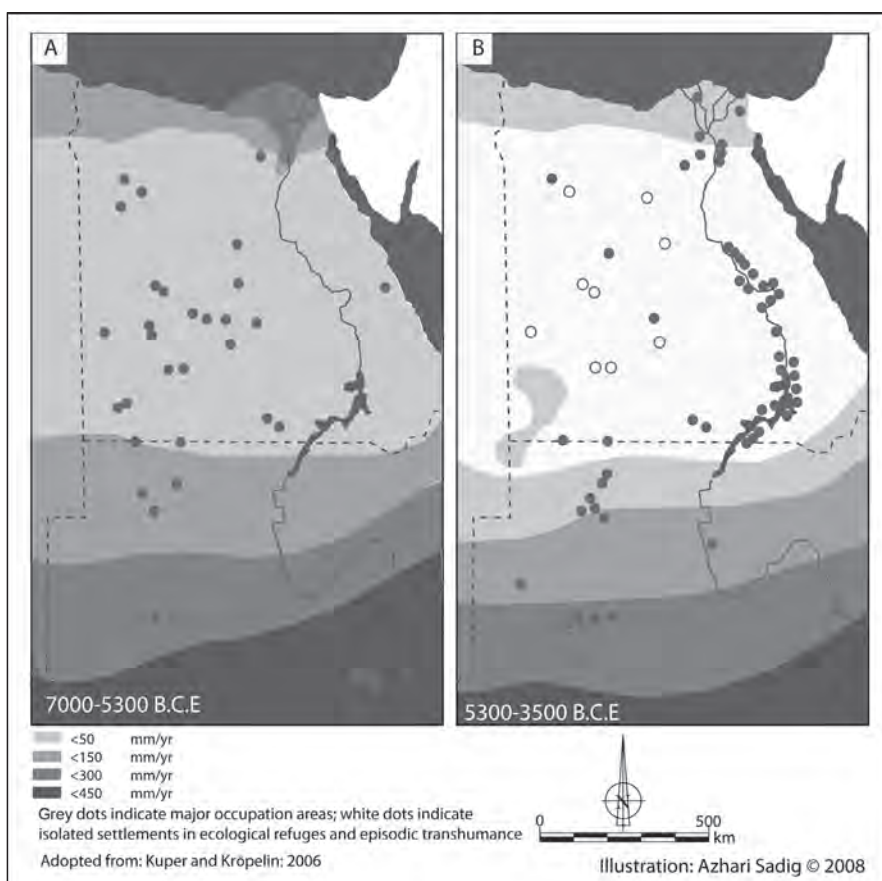 A
B
7000-5300 B.C.E
5300-3500 B.C.E
<50 mm/yr
<150 mm/yr
<300 mm/yr
<450 mm/yr
Grey dots indicate major occupation areas; white dots indicate
isolated settlements in ecological refuges and episodic transhumance
Adopted from: Kuper and Kröpelin: 2006
N
0 500
km
Illustration: Azhari Sadig © 2008